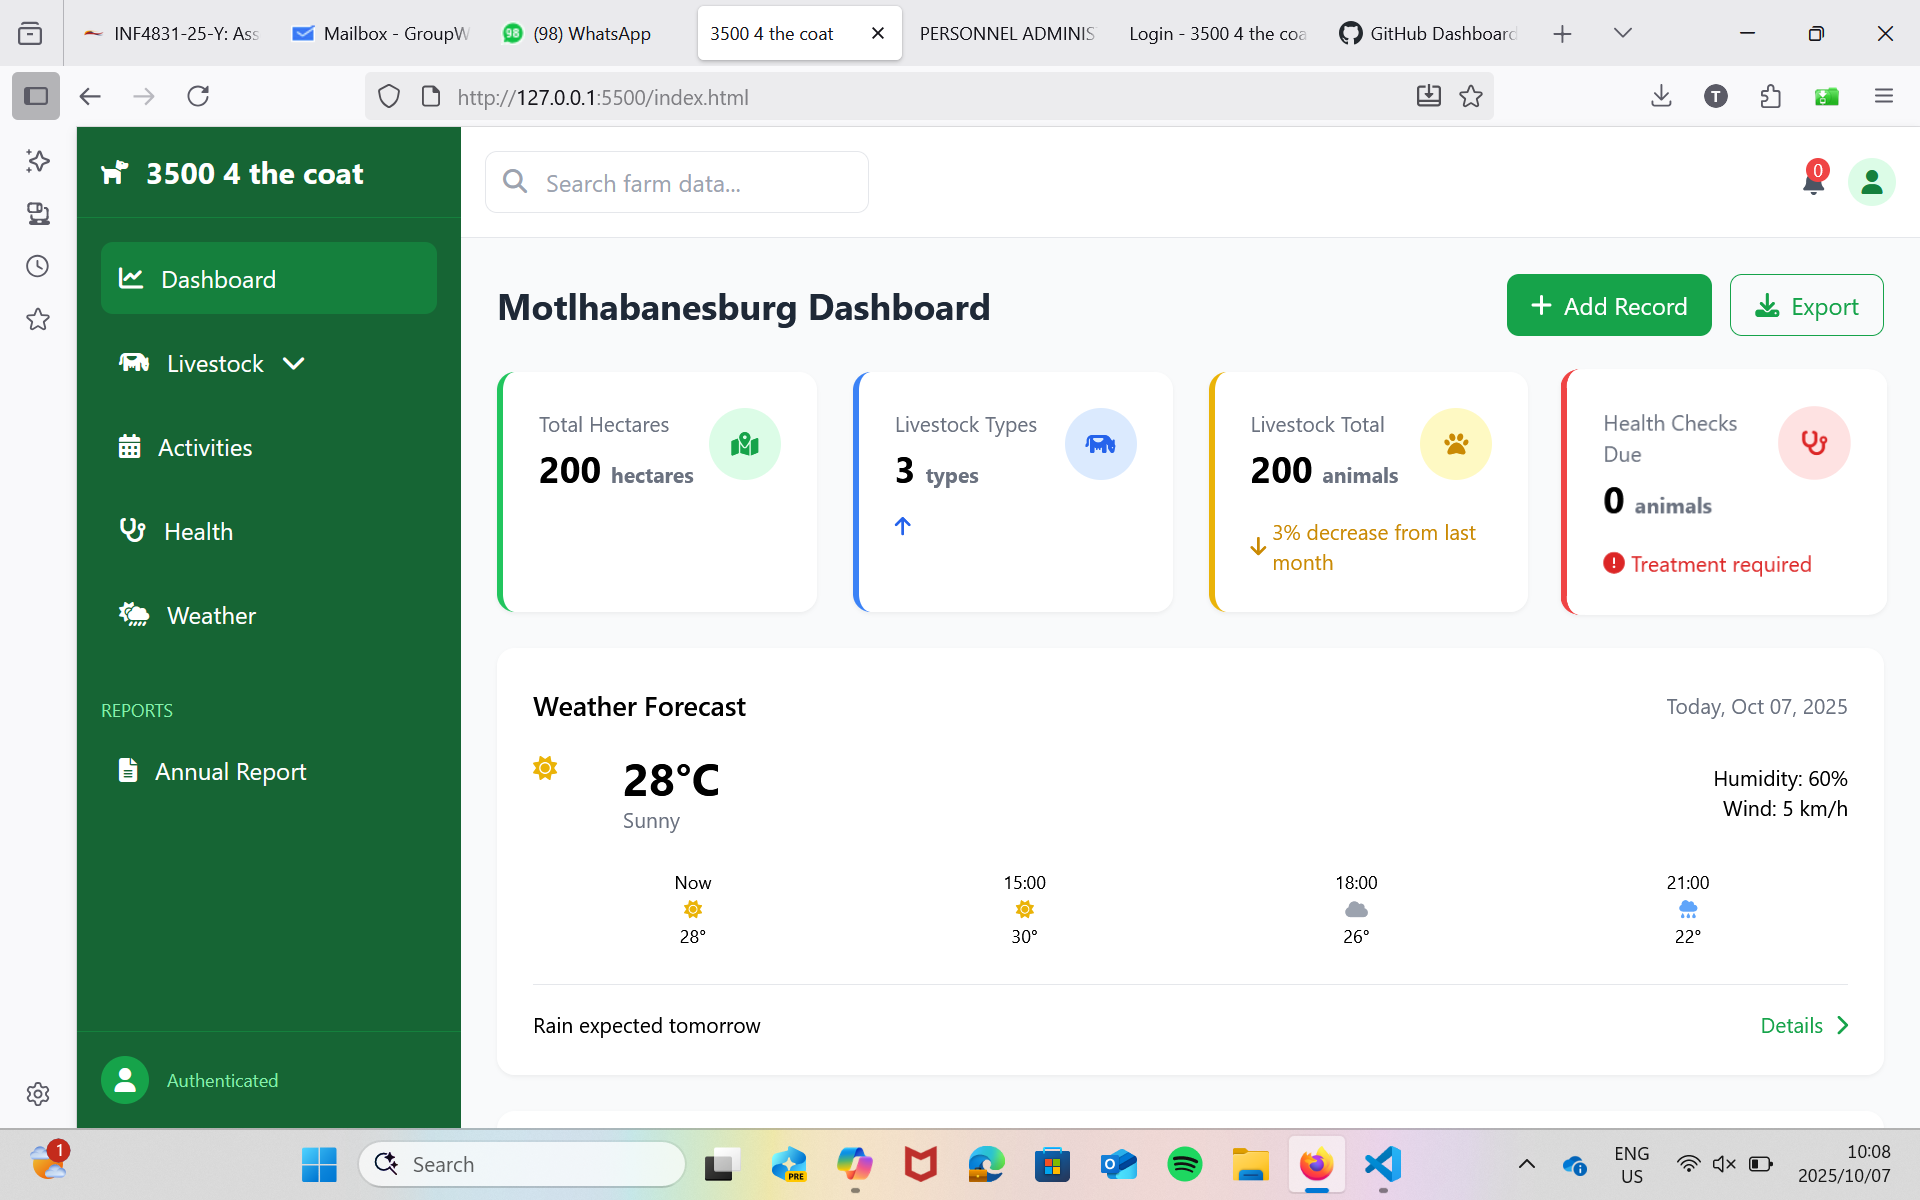 INF4831-25-Y: Ass
Mailbox - GroupW
98
(98) WhatsApp
3500 4 the coat
PERSONNEL ADMINIS
Login - 3500 4 the coa
GitHub Dashboard
http://127.0.0.1:5500/index.html
T
3500 4 the coat
Dashboard
Livestock
Activities
Health
Weather
REPORTS
Annual Report
Authenticated
Search farm data...
0
Motlhabanesburg Dashboard
Add Record
Export
Total Hectares
200 hectares
Livestock Types
3 types
Livestock Total
200 animals
3% decrease from last
month
Health Checks
Due
0 animals
Treatment required
Weather Forecast
Today, Oct 07, 2025
28°C
Sunny
Humidity: 60%
Wind: 5 km/h
Now
28°
15:00
30°
18:00
26°
21:00
22°
Rain expected tomorrow
Details
1
Search
PRE
ENG
US
10:08
2025/10/07